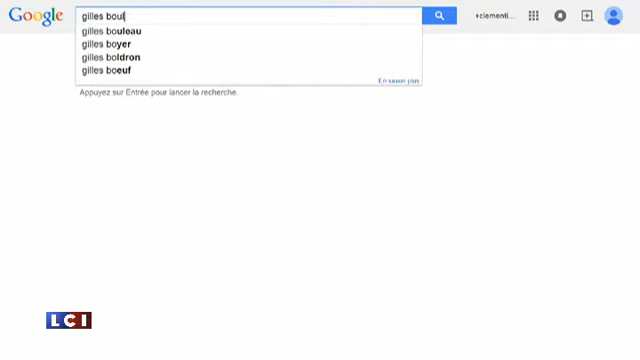 Google
gilles boul
+clementi...
gilles bouleau
gilles boyer
gilles boldron
gilles boeuf
En savoir plus
Appuyez sur Entrée pour lancer la recherche.
LCI